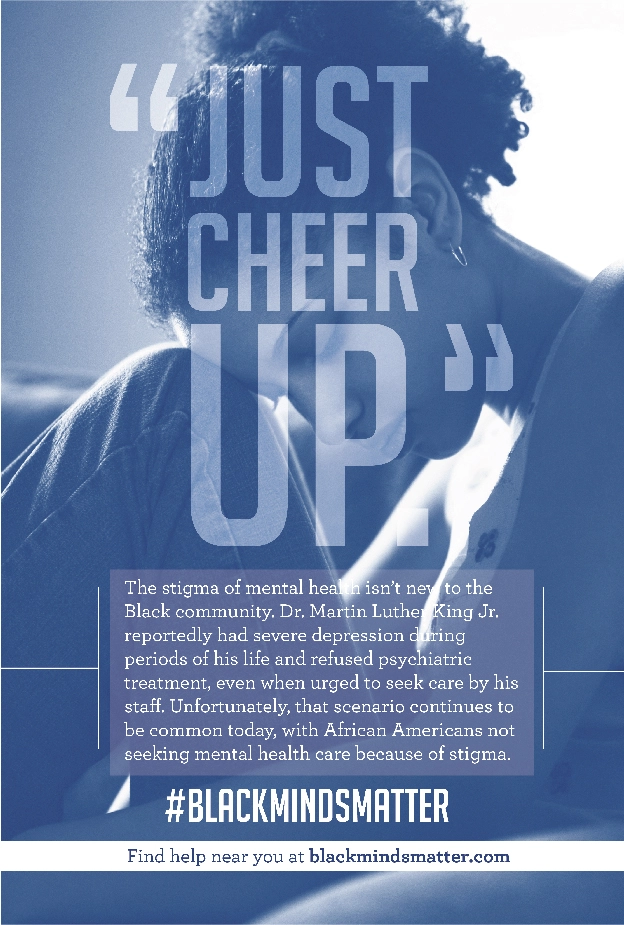 “JUST
CHEER
UP.”
The stigma of mental health isn’t new to the
Black community. Dr. Martin Luther King Jr.
reportedly had severe depression during
periods of his life and refused psychiatric
treatment, even when urged to seek care by his
staff. Unfortunately, that scenario continues to
be common today, with African Americans not
seeking mental health care because of stigma.
#BLACKMINDSMATTER
Find help near you at blackmindsmatter.com